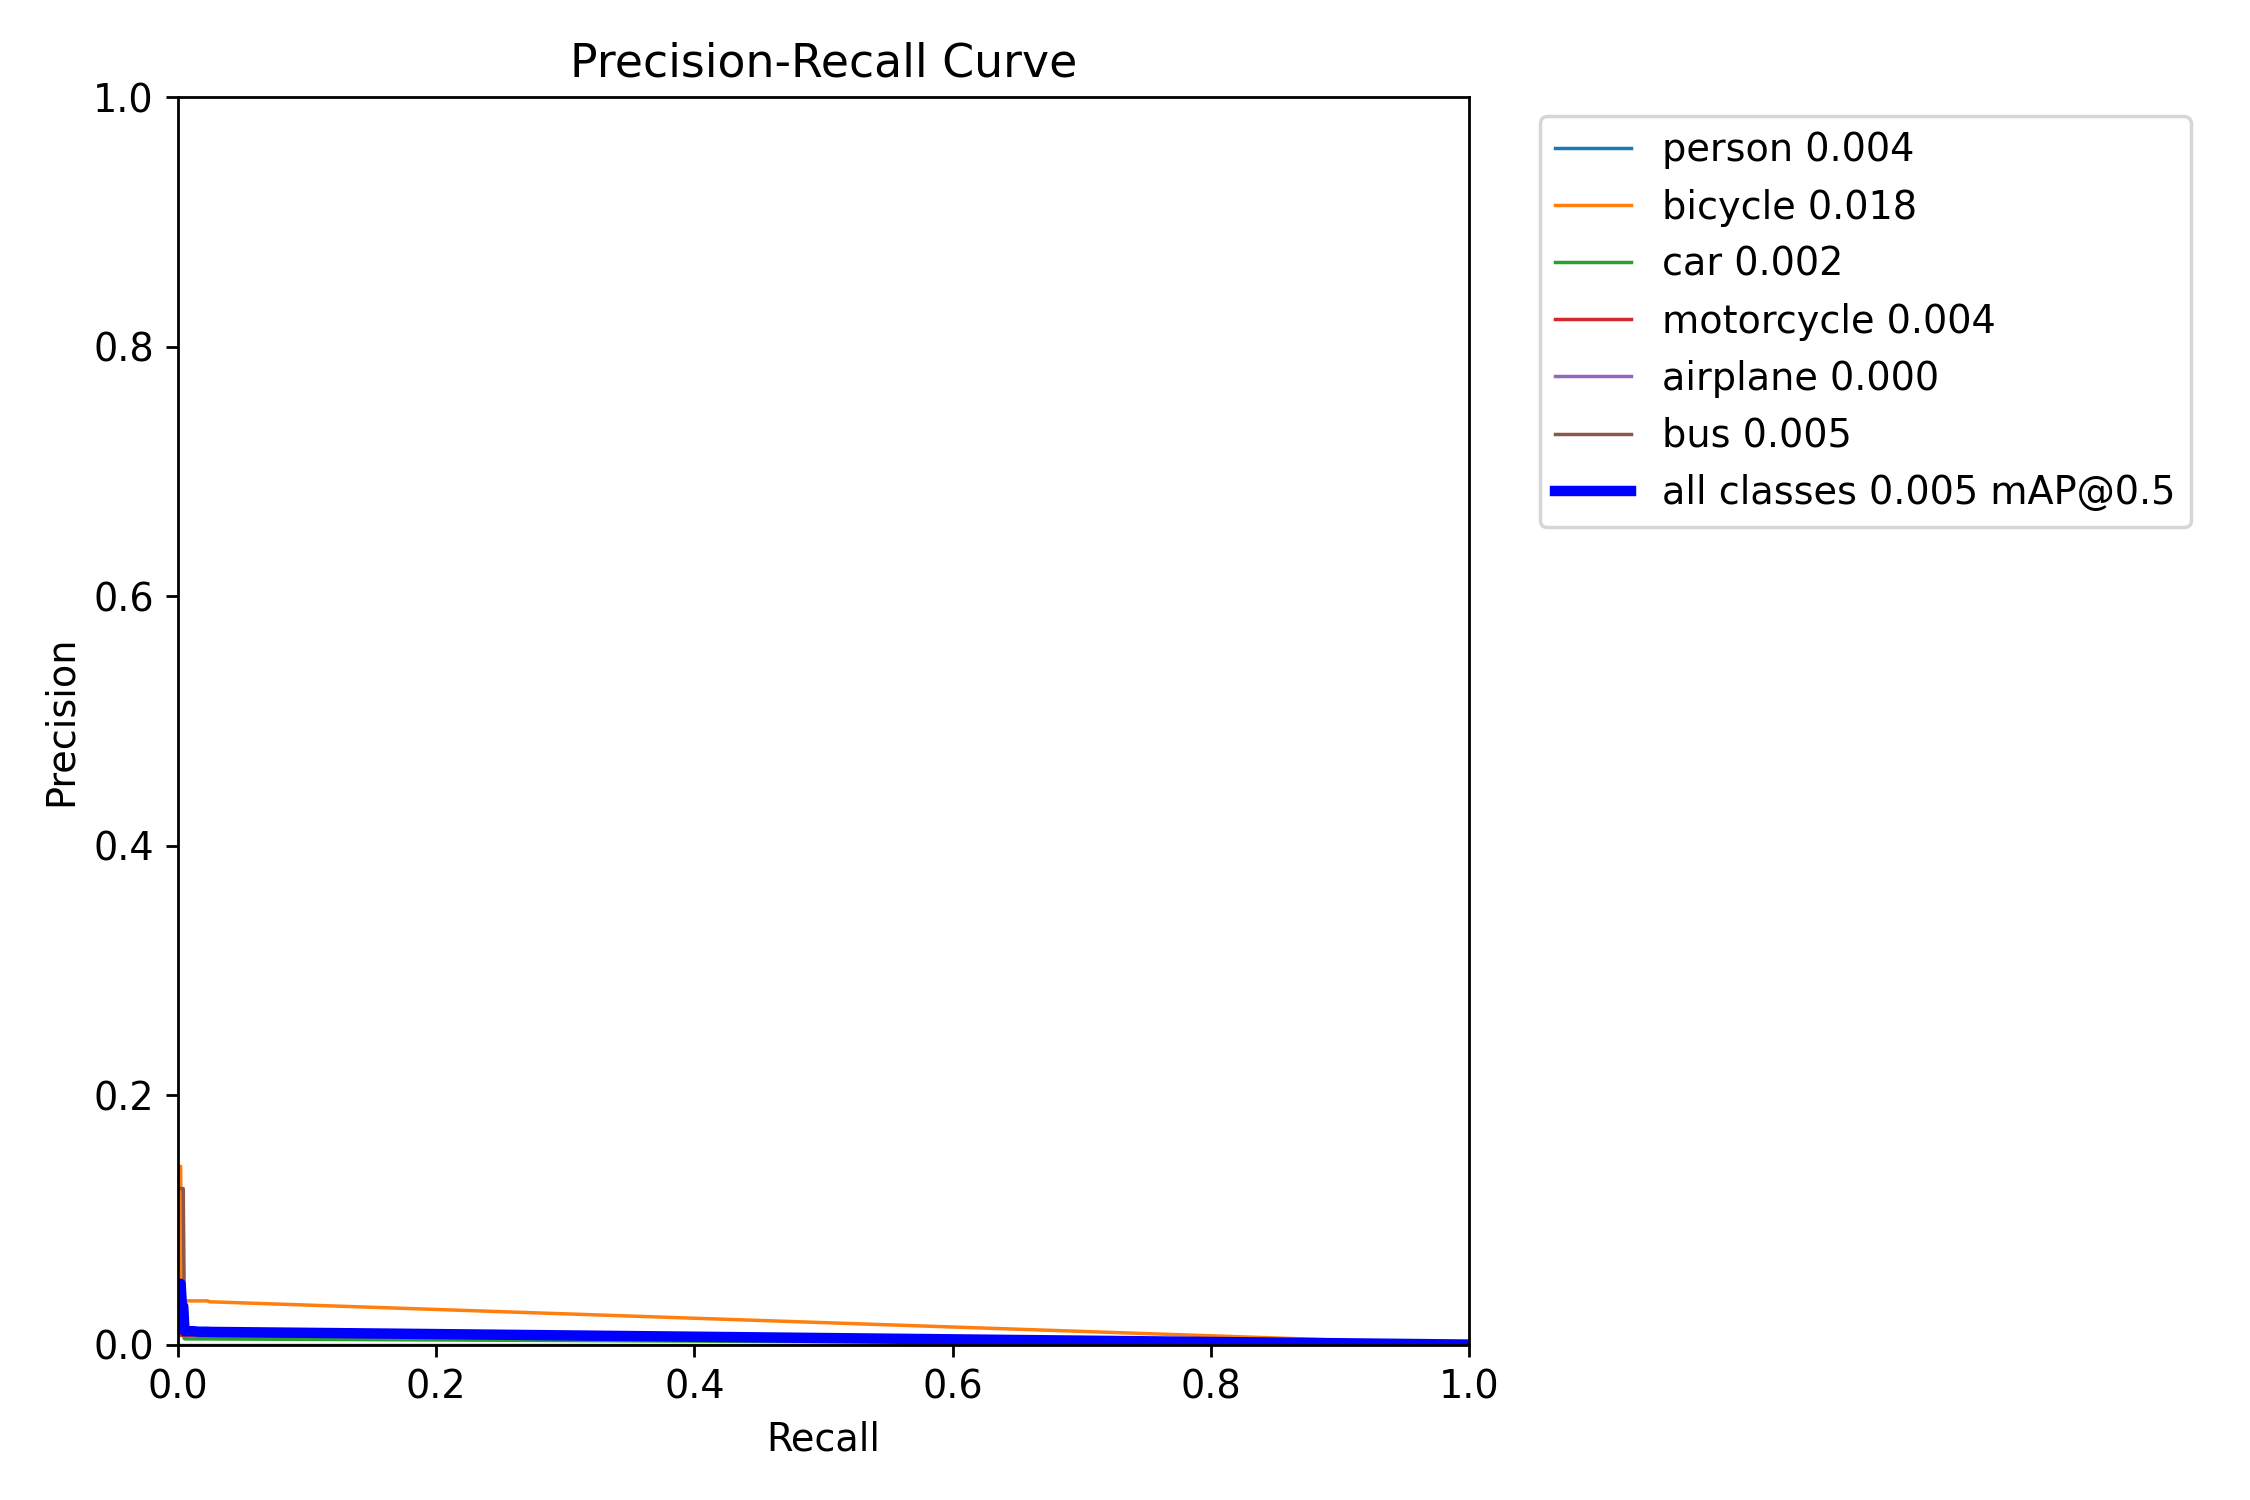 Precision-Recall Curve
1.0
0.8
0.6
0.4
0.2
0.0
Precision
0.0 0.2 0.4 0.6 0.8 1.0
Recall
person 0.004
bicycle 0.018
car 0.002
motorcycle 0.004
airplane 0.000
bus 0.005
all classes 0.005 mAP@0.5